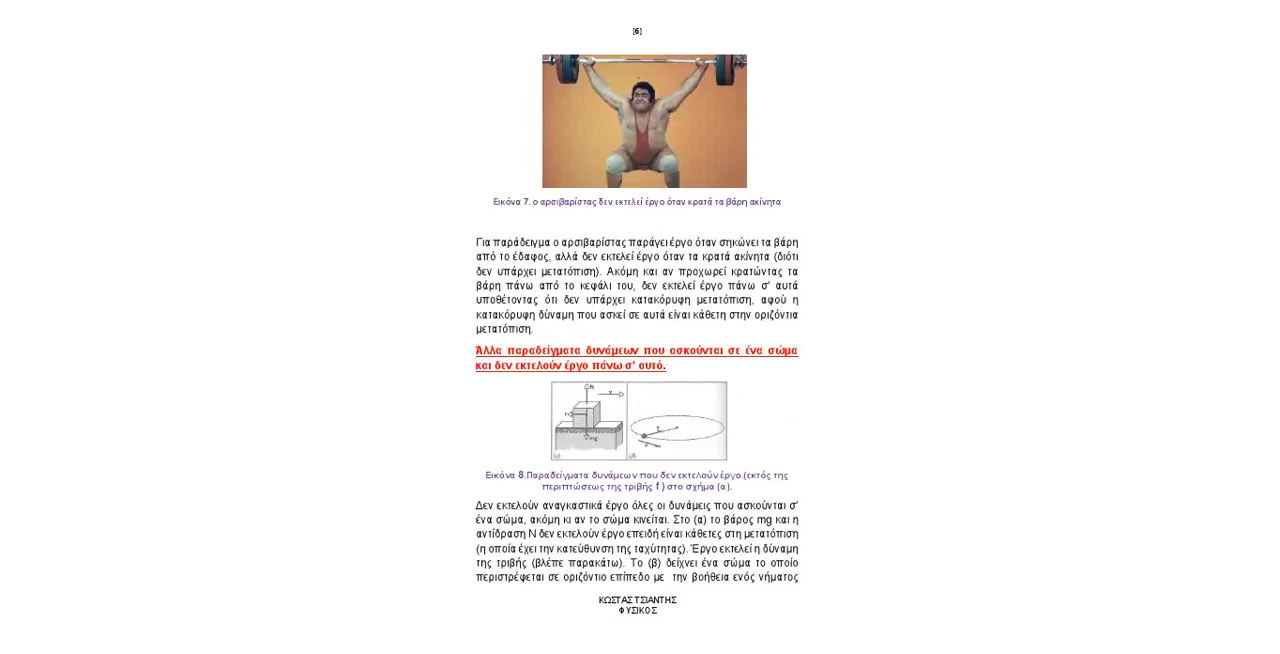 [6]
Εικόνα 7. ο αρσιβαρίστας δεν εκτελεί έργο όταν κρατά τα βάρη ακίνητα
Για παράδειγμα ο αρσιβαρίστας παράγει έργο όταν σηκώνει τα βάρη
από το έδαφος, αλλά δεν εκτελεί έργο όταν τα κρατά ακίνητα (διότι
δεν υπάρχει μετατόπιση). Ακόμη και αν προχωρεί κρατώντας τα
βάρη πάνω από το κεφάλι του, δεν εκτελεί έργο πάνω σ' αυτά
υποθέτοντας ότι δεν υπάρχει κατακόρυφη μετατόπιση, αφού η
κατακόρυφη δύναμη που ασκεί σε αυτά είναι κάθετη στην οριζόντια
μετατόπιση.
Άλλα παραδείγματα δυνάμεων που ασκούνται σε ένα σώμα
και δεν εκτελούν έργο πάνω σ' αυτό.
N
v
f
mg
(α)
(β)
Εικόνα 8.Παραδείγματα δυνάμεων που δεν εκτελούν έργο.(εκτός της
περιπτώσεως της τριβής f ) στο σχήμα (α).
Δεν εκτελούν αναγκαστικά έργο όλες οι δυνάμεις που ασκούνται σ'
ένα σώμα, ακόμη κι αν το σώμα κινείται. Στο (α) το βάρος mg και η
αντίδραση Ν δεν εκτελούν έργο επειδή είναι κάθετες στη μετατόπιση
(η οποία έχει την κατεύθυνση της ταχύτητας). Έργο εκτελεί η δύναμη
της τριβής (βλέπε παρακάτω). Το (β) δείχνει ένα σώμα το οποίο
περιστρέφεται σε οριζόντιο επίπεδο με την βοήθεια ενός νήματος
ΚΩΣΤΑΣ ΤΣΙΑΝΤΗΣ
ΦΥΣΙΚΟΣ